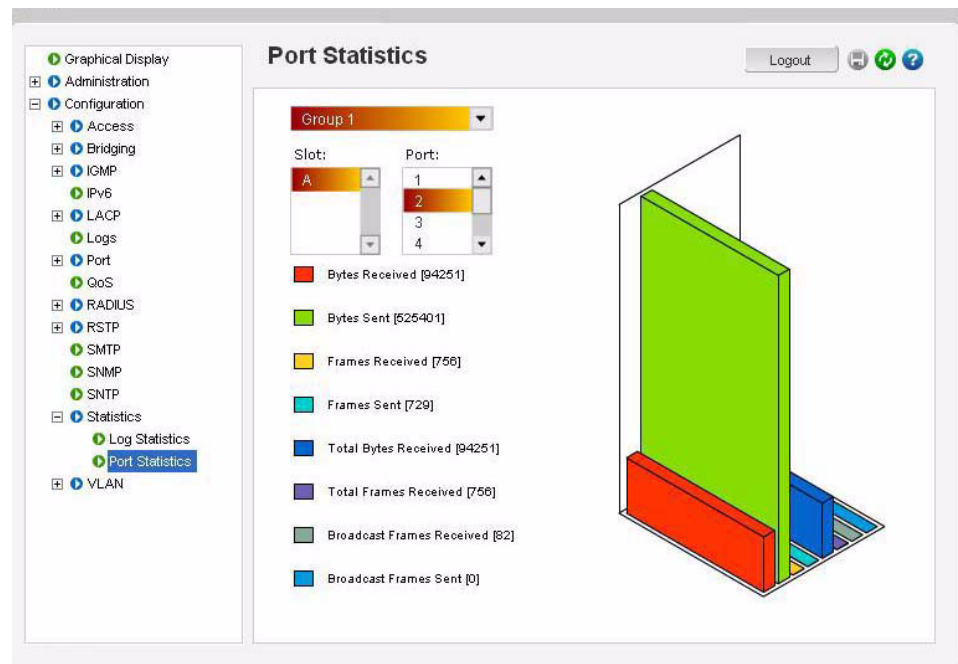 Graphical Display
Administration
Configuration
Access
Bridging
IGMP
IPv6
LACP
Logs
Port
QoS
RADIUS
RSTP
SMTP
SNMP
SNTP
Statistics
Log Statistics
Port Statistics
VLAN
Port Statistics
Logout
?
Group 1
Slot: Port:
A
1
2
3
4
Bytes Received [94251]
Bytes Sent [525401]
Frames Received [756]
Frames Sent [729]
Total Bytes Received [94251]
Total Frames Received [756]
Broadcast Frames Received [82]
Broadcast Frames Sent [0]